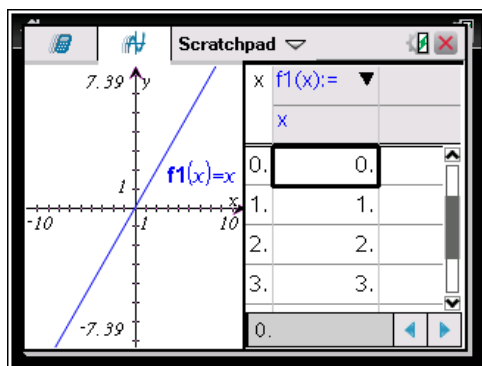 Scratchpad
7.39 y
f1(x)=x
1
x
-10 -1 10
-7.39
x f1(x):= ▼
x
0. 0.
1. 1.
2. 2.
3. 3.
0.